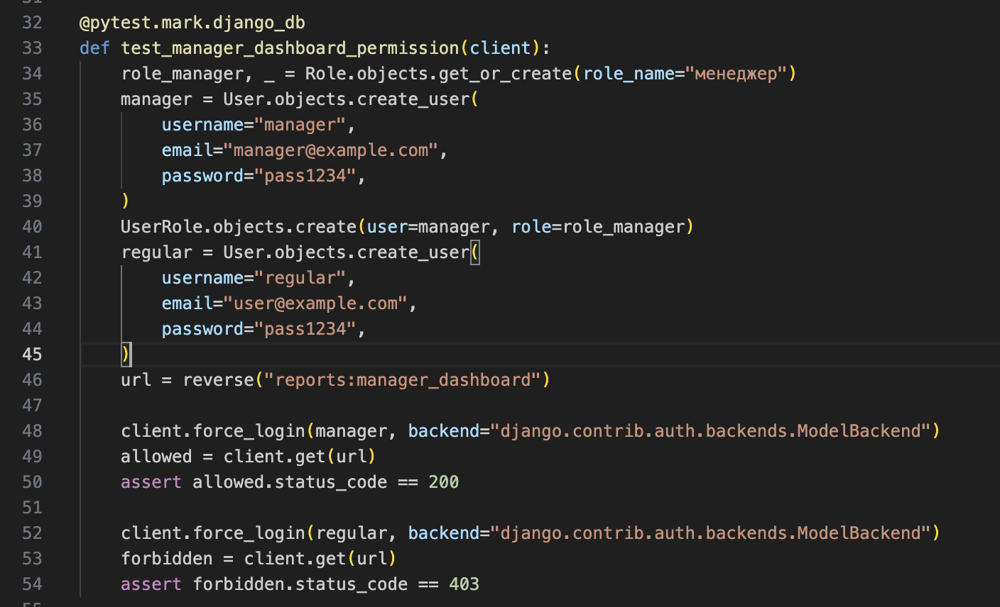 32 @pytest.mark.django_db
33 def test_manager_dashboard_permission(client):
34     role_manager, _ = Role.objects.get_or_create(role_name="менеджер")
35     manager = User.objects.create_user(
36         username="manager",
37         email="manager@example.com",
38         password="pass1234",
39     )
40     UserRole.objects.create(user=manager, role=role_manager)
41     regular = User.objects.create_user(
42         username="regular",
43         email="user@example.com",
44         password="pass1234",
45     )
46     url = reverse("reports:manager_dashboard")
47
48     client.force_login(manager, backend="django.contrib.auth.backends.ModelBackend")
49     allowed = client.get(url)
50     assert allowed.status_code == 200
51
52     client.force_login(regular, backend="django.contrib.auth.backends.ModelBackend")
53     forbidden = client.get(url)
54     assert forbidden.status_code == 403